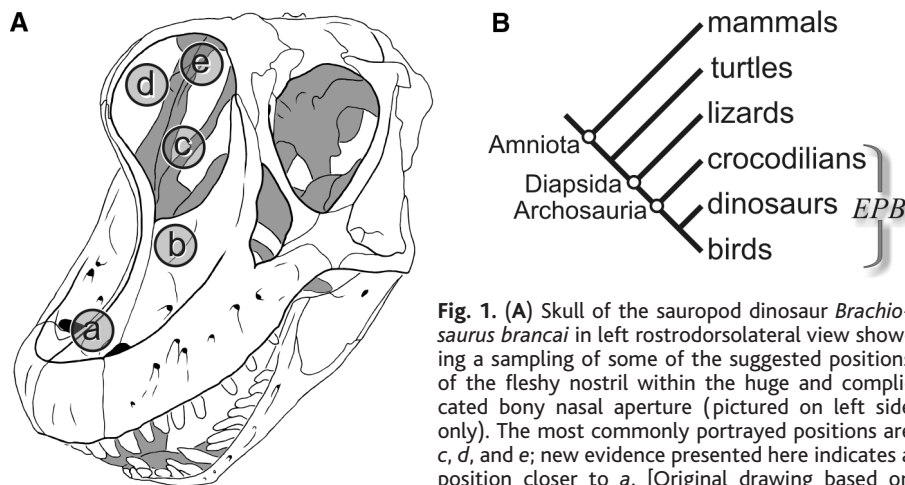 A
d
e
c
b
a
B
mammals
turtles
lizards
Amniota
crocodilians
Diapsida
Archosauria
dinosaurs
EPB
birds
Fig. 1. (A) Skull of the sauropod dinosaur Brachio-
saurus brancai in left rostrodorsolateral view show-
ing a sampling of some of the suggested positions
of the fleshy nostril within the huge and compli-
cated bony nasal aperture (pictured on left side
only). The most commonly portrayed positions are
c, d, and e; new evidence presented here indicates a
position closer to a. [Original drawing based on